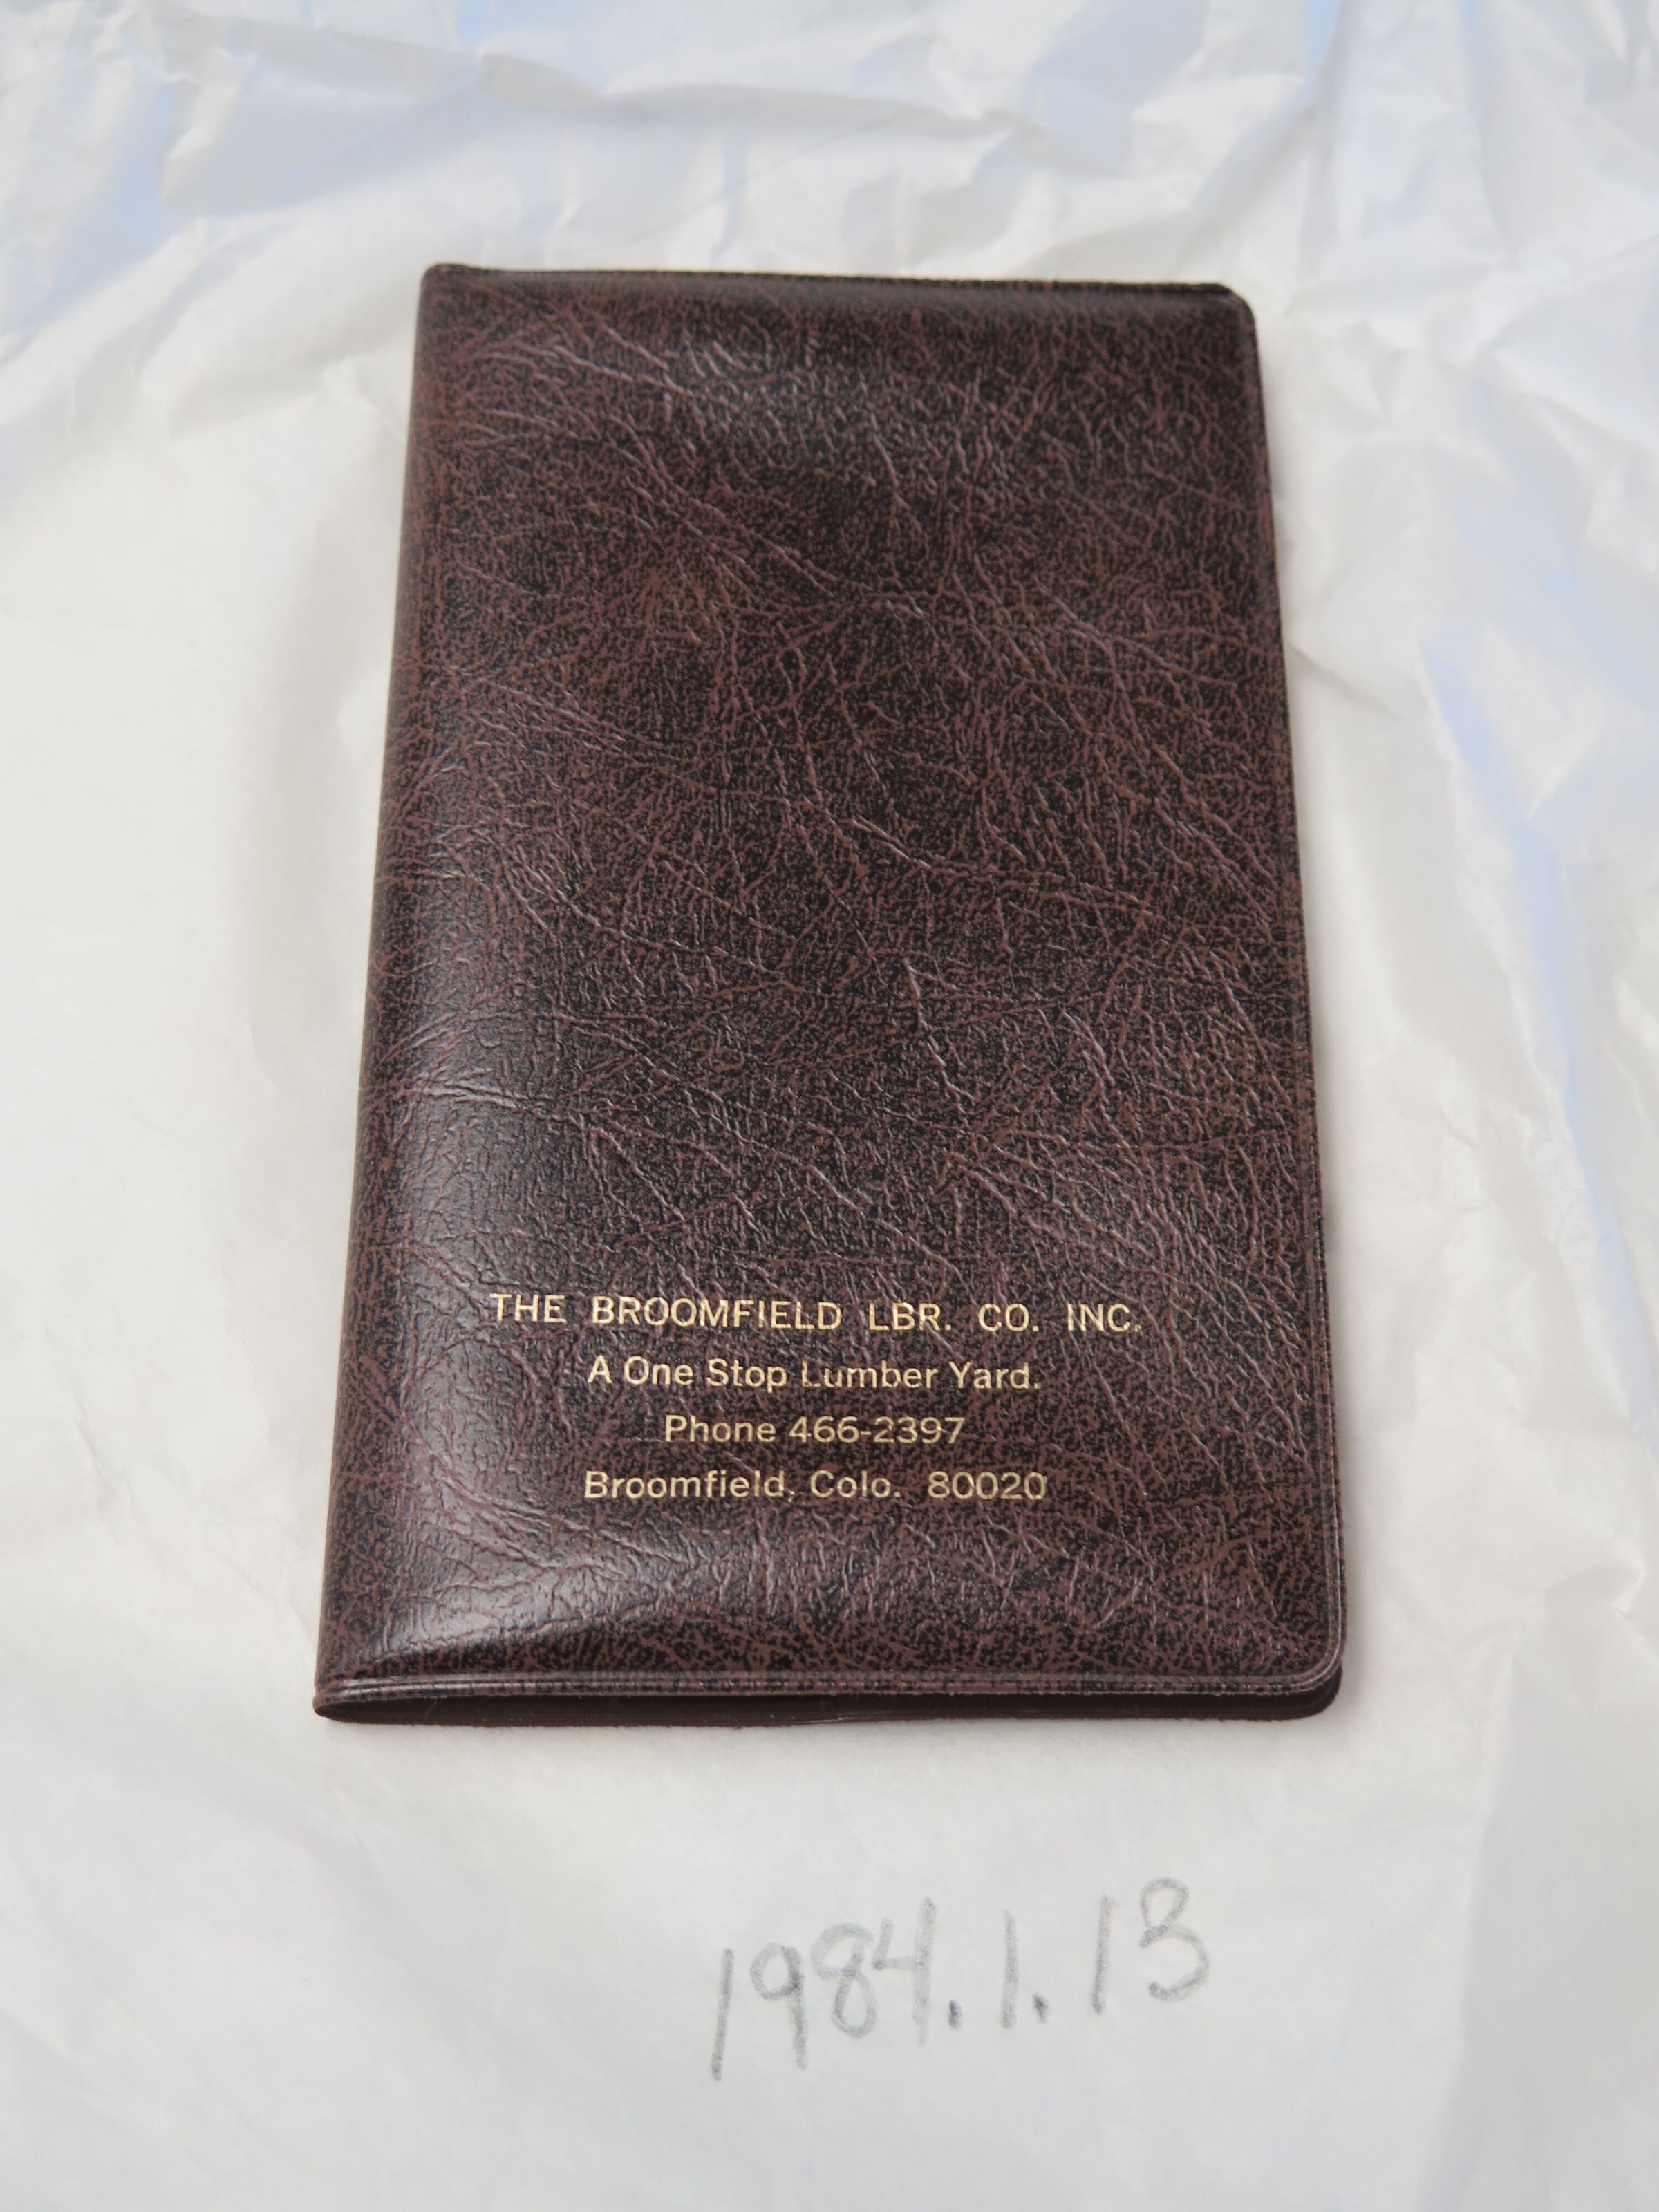 THE BROOMFIELD LBR. CO. INC.
A One Stop Lumber Yard.
Phone 466-2397
Broomfield, Colo. 80020
1984.1.13